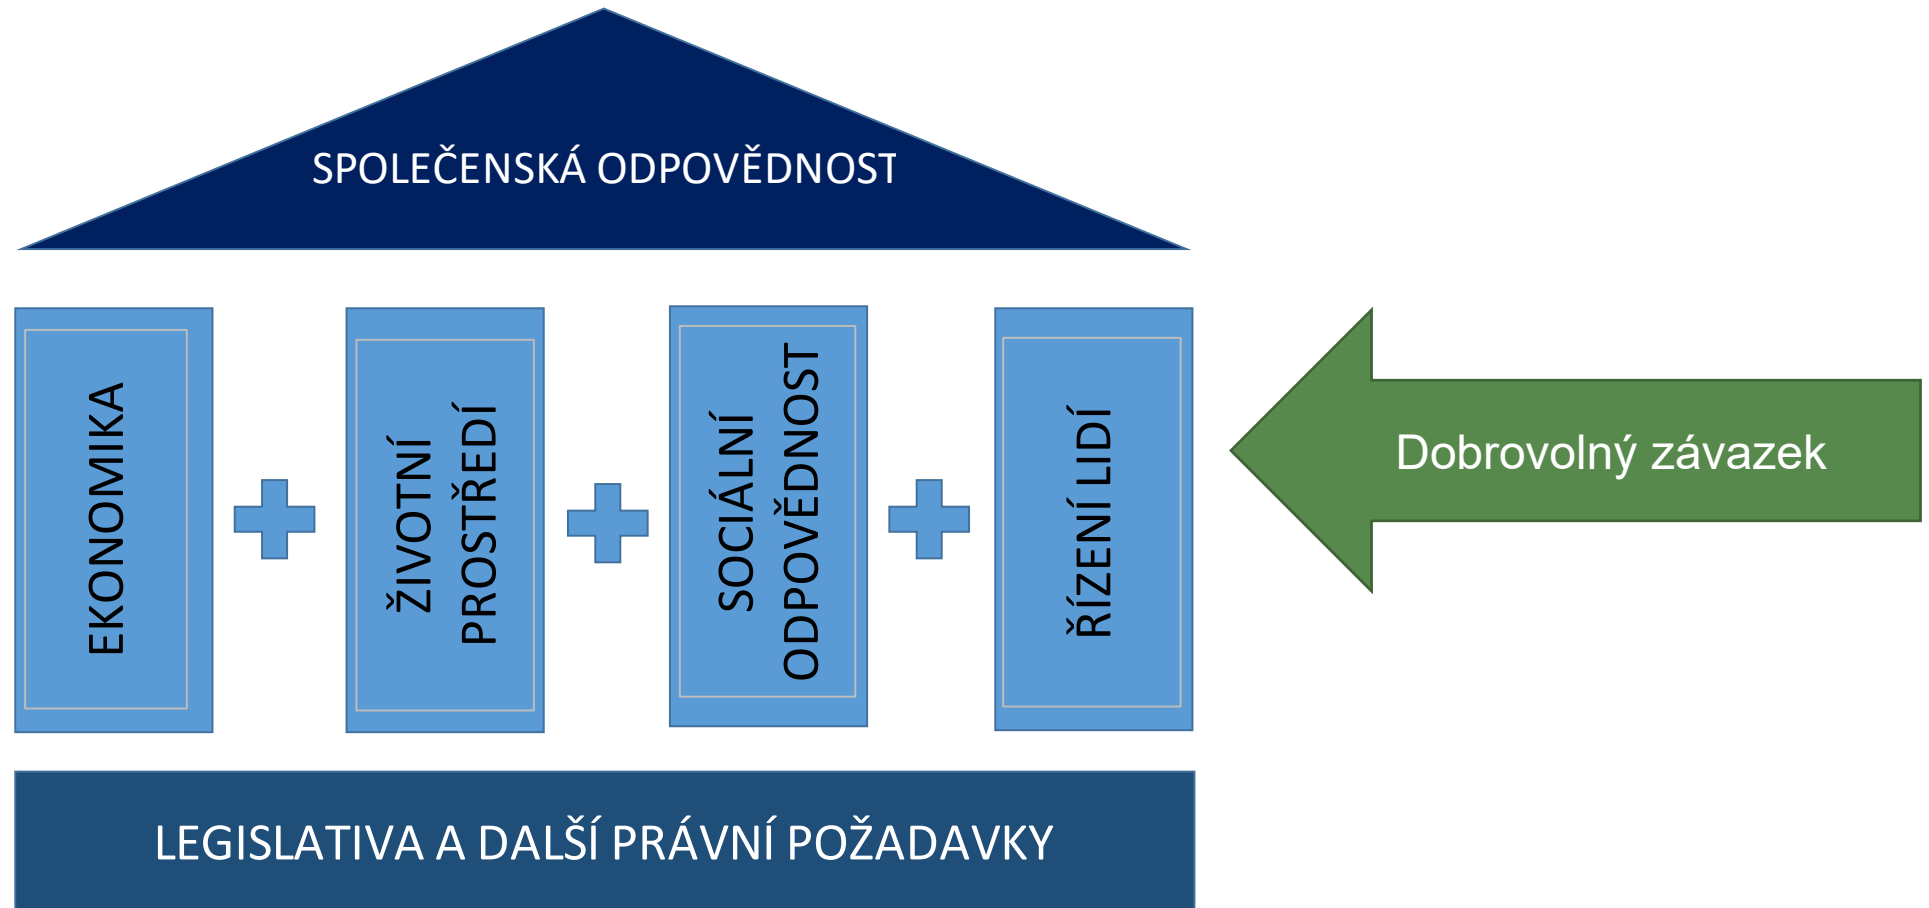 SPOLEČENSKÁ ODPOVĚDNOST
EKONOMIKA
ŽIVOTNÍ
PROSTŘEDÍ
SOCIÁLNÍ
ODPOVĚDNOST
ŘÍZENÍ LIDÍ
Dobrovolný závazek
LEGISLATIVA A DALŠÍ PRÁVNÍ POŽADAVKY